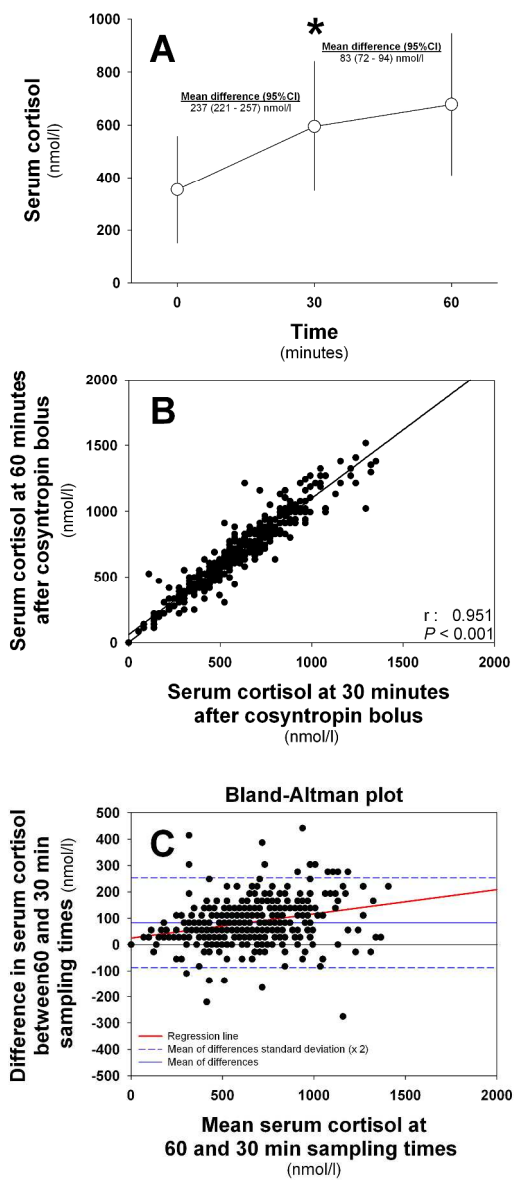 A
*
Mean difference (95%CI)
83 (72 - 94) nmol/l
Mean difference (95%CI)
237 (221 - 257) nmol/l
Serum cortisol
(nmol/l)
1000
800
600
400
200
0
0
30
60
Time
(minutes)
B
Serum cortisol at 60 minutes
after cosyntropin bolus
(nmol/l)
2000
1500
1000
500
0
r : 0.951
P < 0.001
0
500
1000
1500
2000
Serum cortisol at 30 minutes
after cosyntropin bolus
(nmol/l)
Bland-Altman plot
C
Difference in serum cortisol
between60 and 30 min
sampling times (nmol/l)
500
400
300
200
100
0
-100
-200
-300
-400
-500
Regression line
Mean of differences standard deviation (x 2)
Mean of differences
0
500
1000
1500
2000
Mean serum cortisol at
60 and 30 min sampling times
(nmol/l)